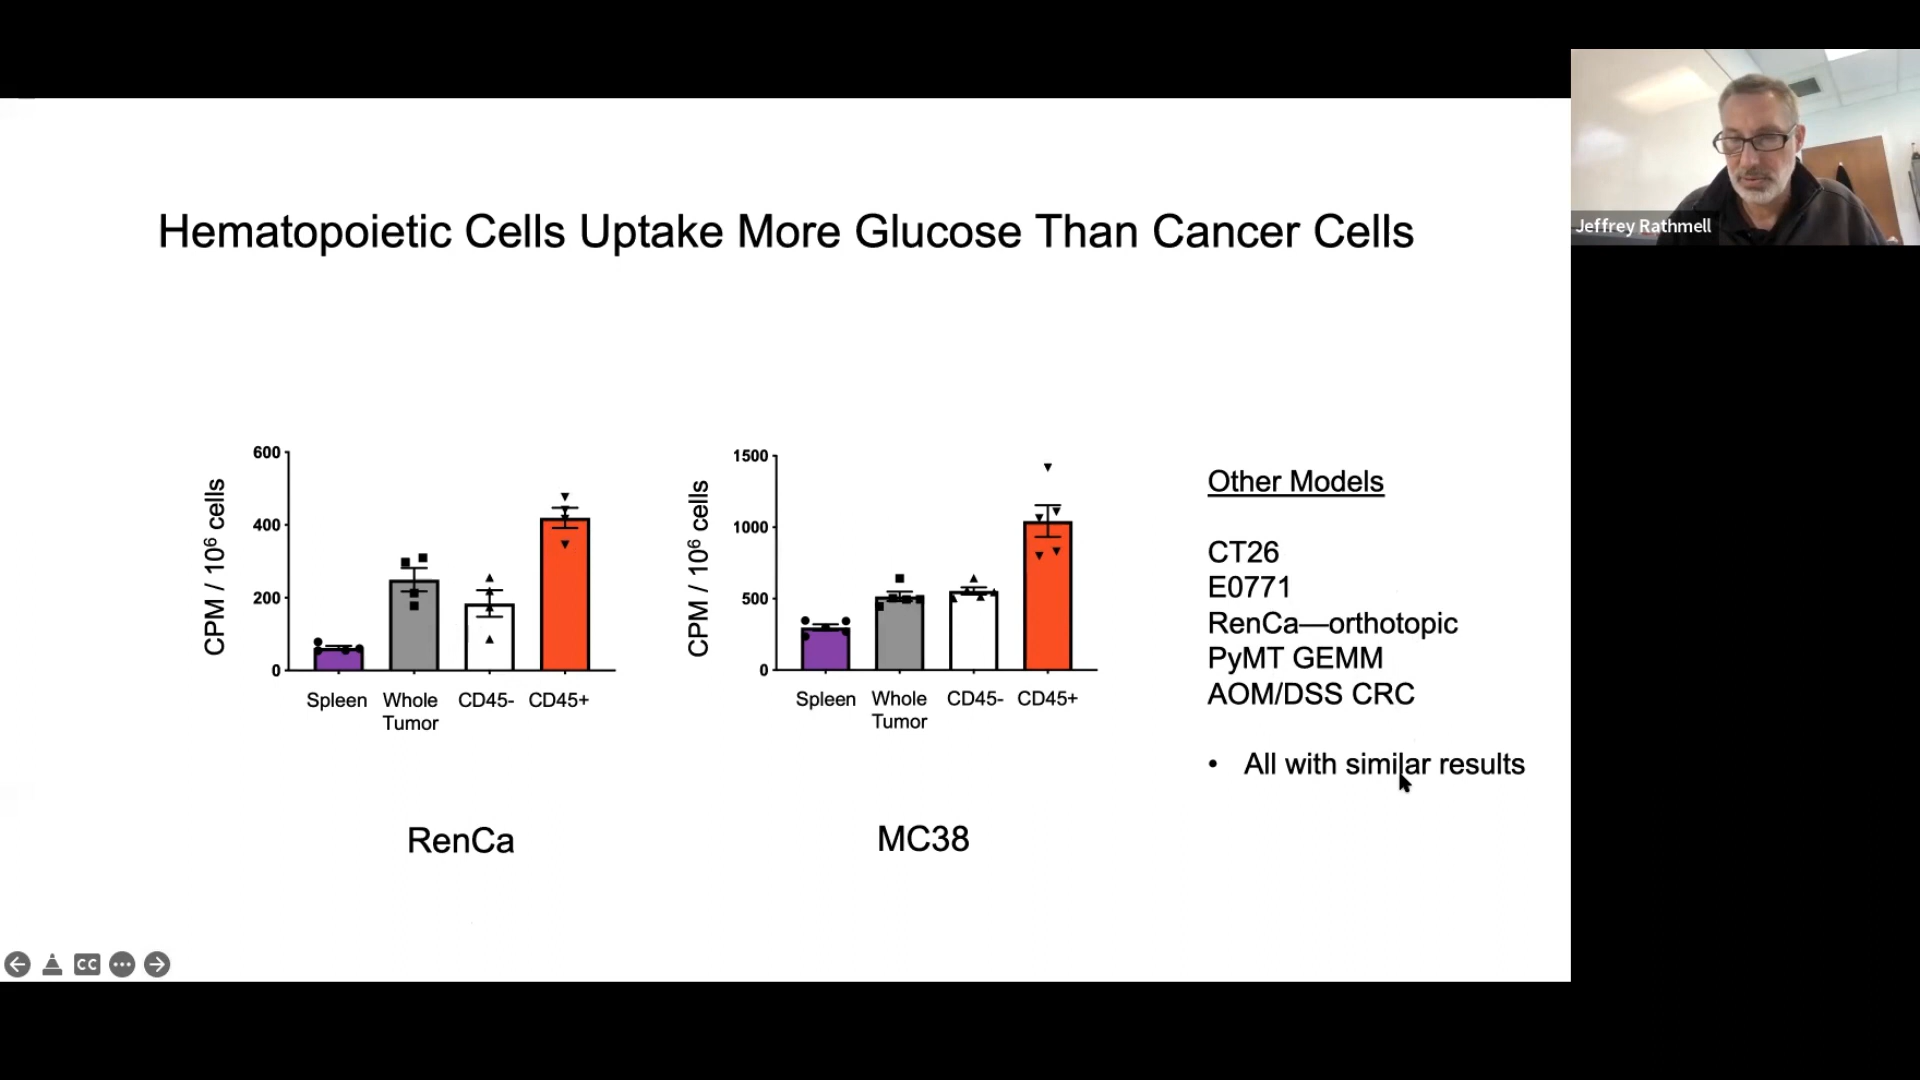 Jeffrey Rathmell
Hematopoietic Cells Uptake More Glucose Than Cancer Cells
CPM / 10⁶ cells
600
400
200
0
Spleen
Whole Tumor
CD45-
CD45+
RenCa
CPM / 10⁶ cells
1500
1000
500
0
Spleen
Whole Tumor
CD45-
CD45+
MC38
Other Models
CT26
E0771
RenCa—orthotopic
PyMT GEMM
AOM/DSS CRC
• All with similar results
CC